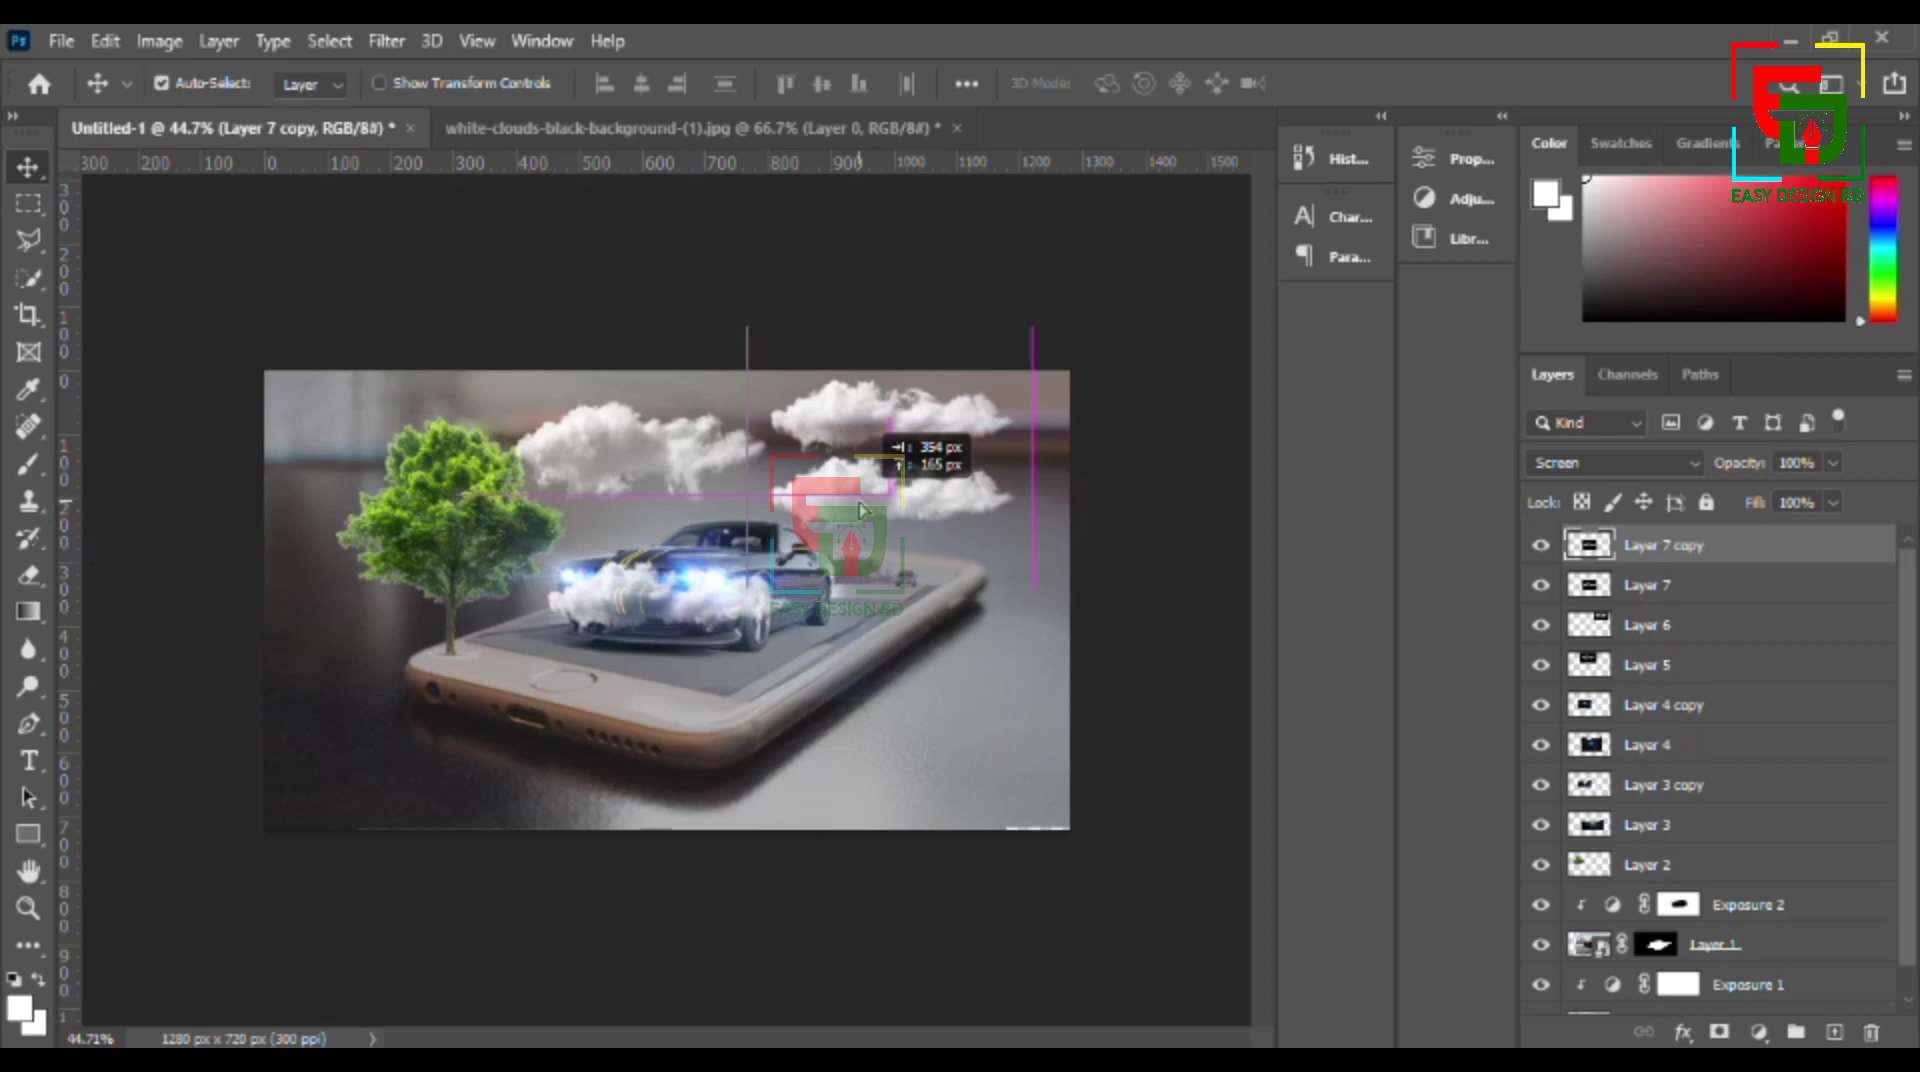 Ps File Edit Image Layer Type Select Filter 3D View Window Help
Auto-Select: Layer Show Transform Controls 3D Mode:
Untitled-1 @ 44.7% (Layer 7 copy, RGB/8#) * × white-clouds-black-background-(1).jpg @ 66.7% (Layer 0, RGB/8#) * ×
300 200 100 0 100 200 300 400 500 600 700 800 900 1000 1100 1200 1300 1400 1500
Hist...
Char...
Para...
Prop...
Adju...
Libr...
Color Swatches Gradients
EASY DESIGN BD
354 px
165 px
EASY DESIGN BD
Layers Channels Paths
Kind
Screen Opacity: 100%
Lock: Fill: 100%
Layer 7 copy
Layer 7
Layer 6
Layer 5
Layer 4 copy
Layer 4
Layer 3 copy
Layer 3
Layer 2
Exposure 2
Layer 1
Exposure 1
fx
44.71% 1280 px x 720 px (300 ppi)